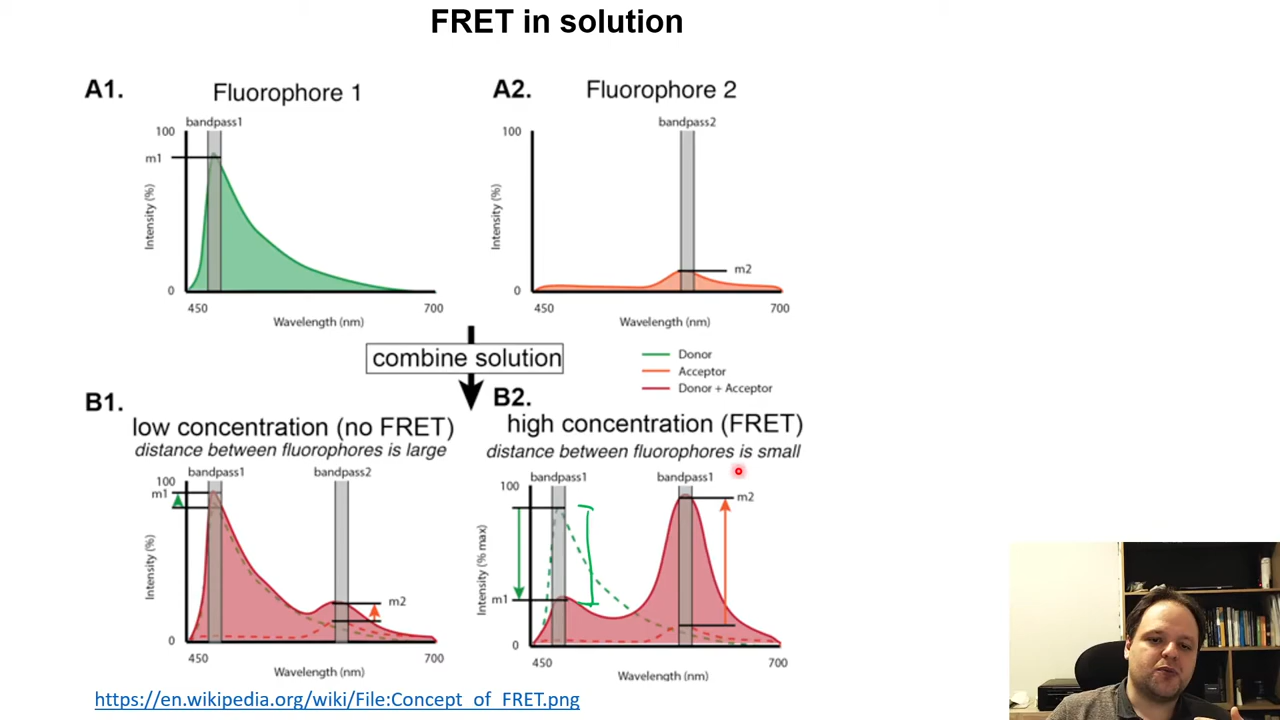 FRET in solution
A1.
Fluorophore 1
bandpass1
100
m1
Intensity (%)
0
450
700
Wavelength (nm)
A2.
Fluorophore 2
bandpass2
100
m2
Intensity (%)
0
450
700
Wavelength (nm)
combine solution
Donor
Acceptor
Donor + Acceptor
B1.
low concentration (no FRET)
distance between fluorophores is large
bandpass1
bandpass2
100
m1
m2
Intensity (%)
0
450
700
Wavelength (nm)
B2.
high concentration (FRET)
distance between fluorophores is small
bandpass1
bandpass1
100
m2
Intensity (% max)
m1
0
450
700
Wavelength (nm)
https://en.wikipedia.org/wiki/File:Concept_of_FRET.png